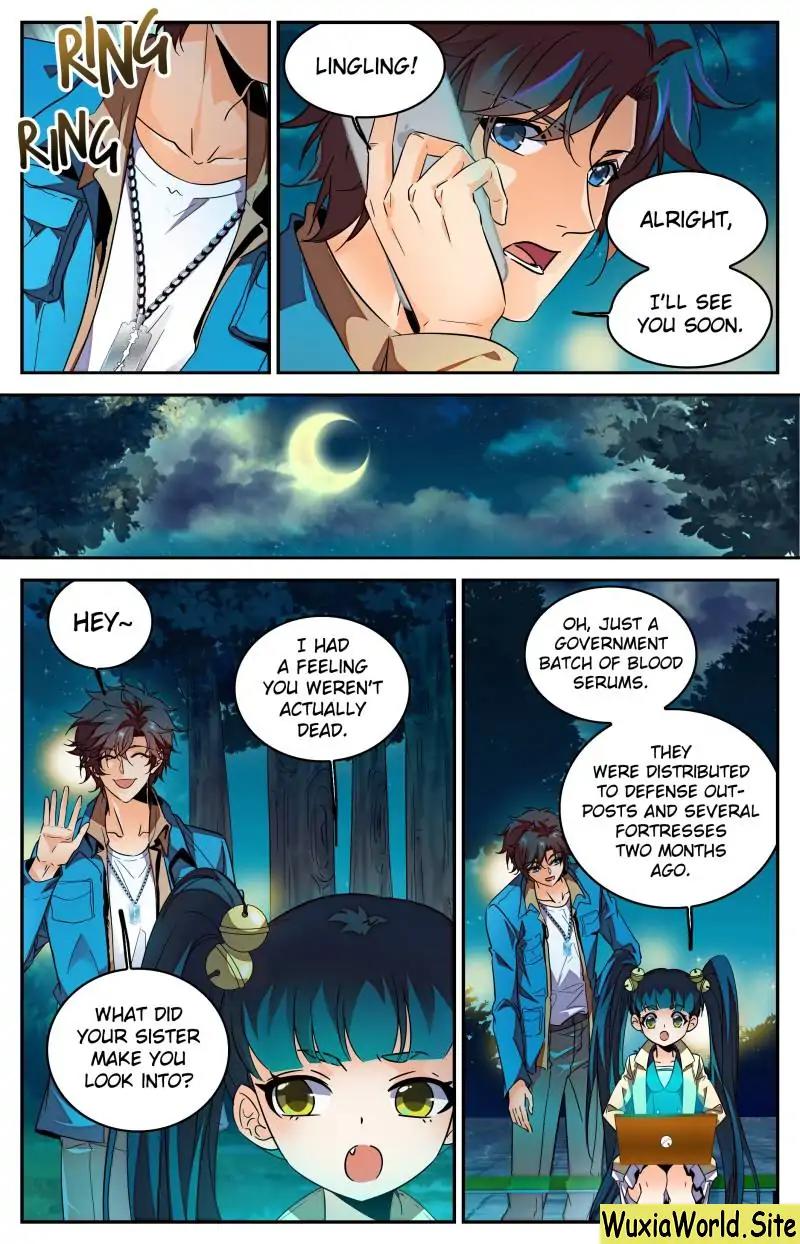 RING
RING
LINGLING!
ALRIGHT,
I'LL SEE
YOU SOON.
HEY~
I HAD
A FEELING
YOU WEREN'T
ACTUALLY
DEAD.
WHAT DID
YOUR SISTER
MAKE YOU
LOOK INTO?
OH, JUST A
GOVERNMENT
BATCH OF BLOOD
SERUMS.
THEY
WERE DISTRIBUTED
TO DEFENSE OUT-
POSTS AND SEVERAL
FORTRESSES
TWO MONTHS
AGO.
WuxiaWorld.Site